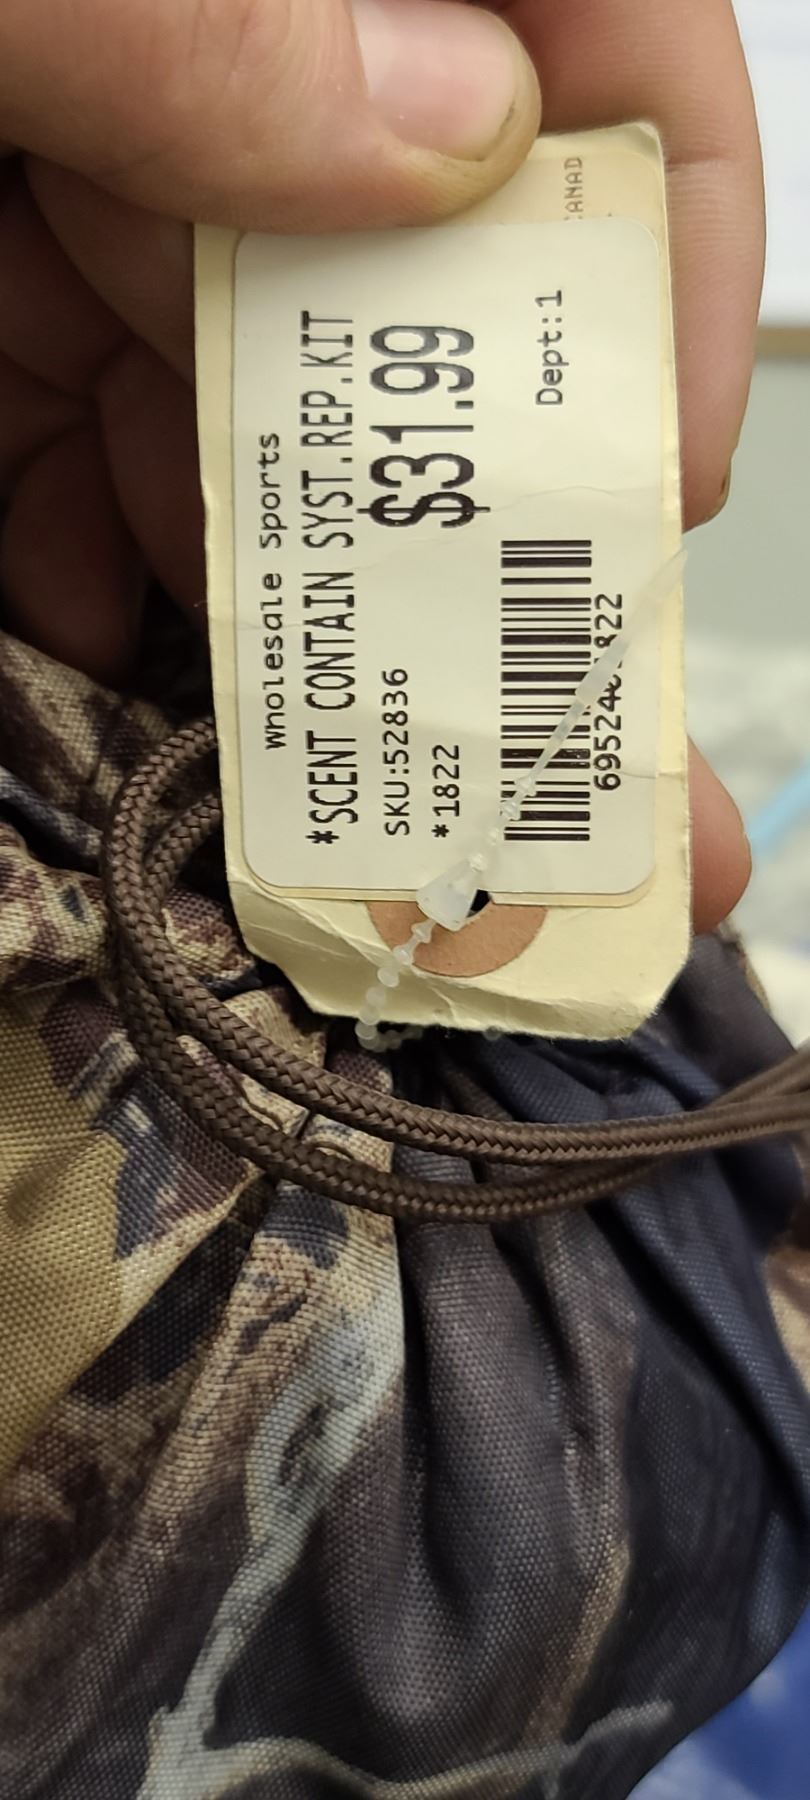 Wholesale Sports
*SCENT CONTAIN SYST.REP.KIT
$31.99
SKU:52836
*1822
Dept:1